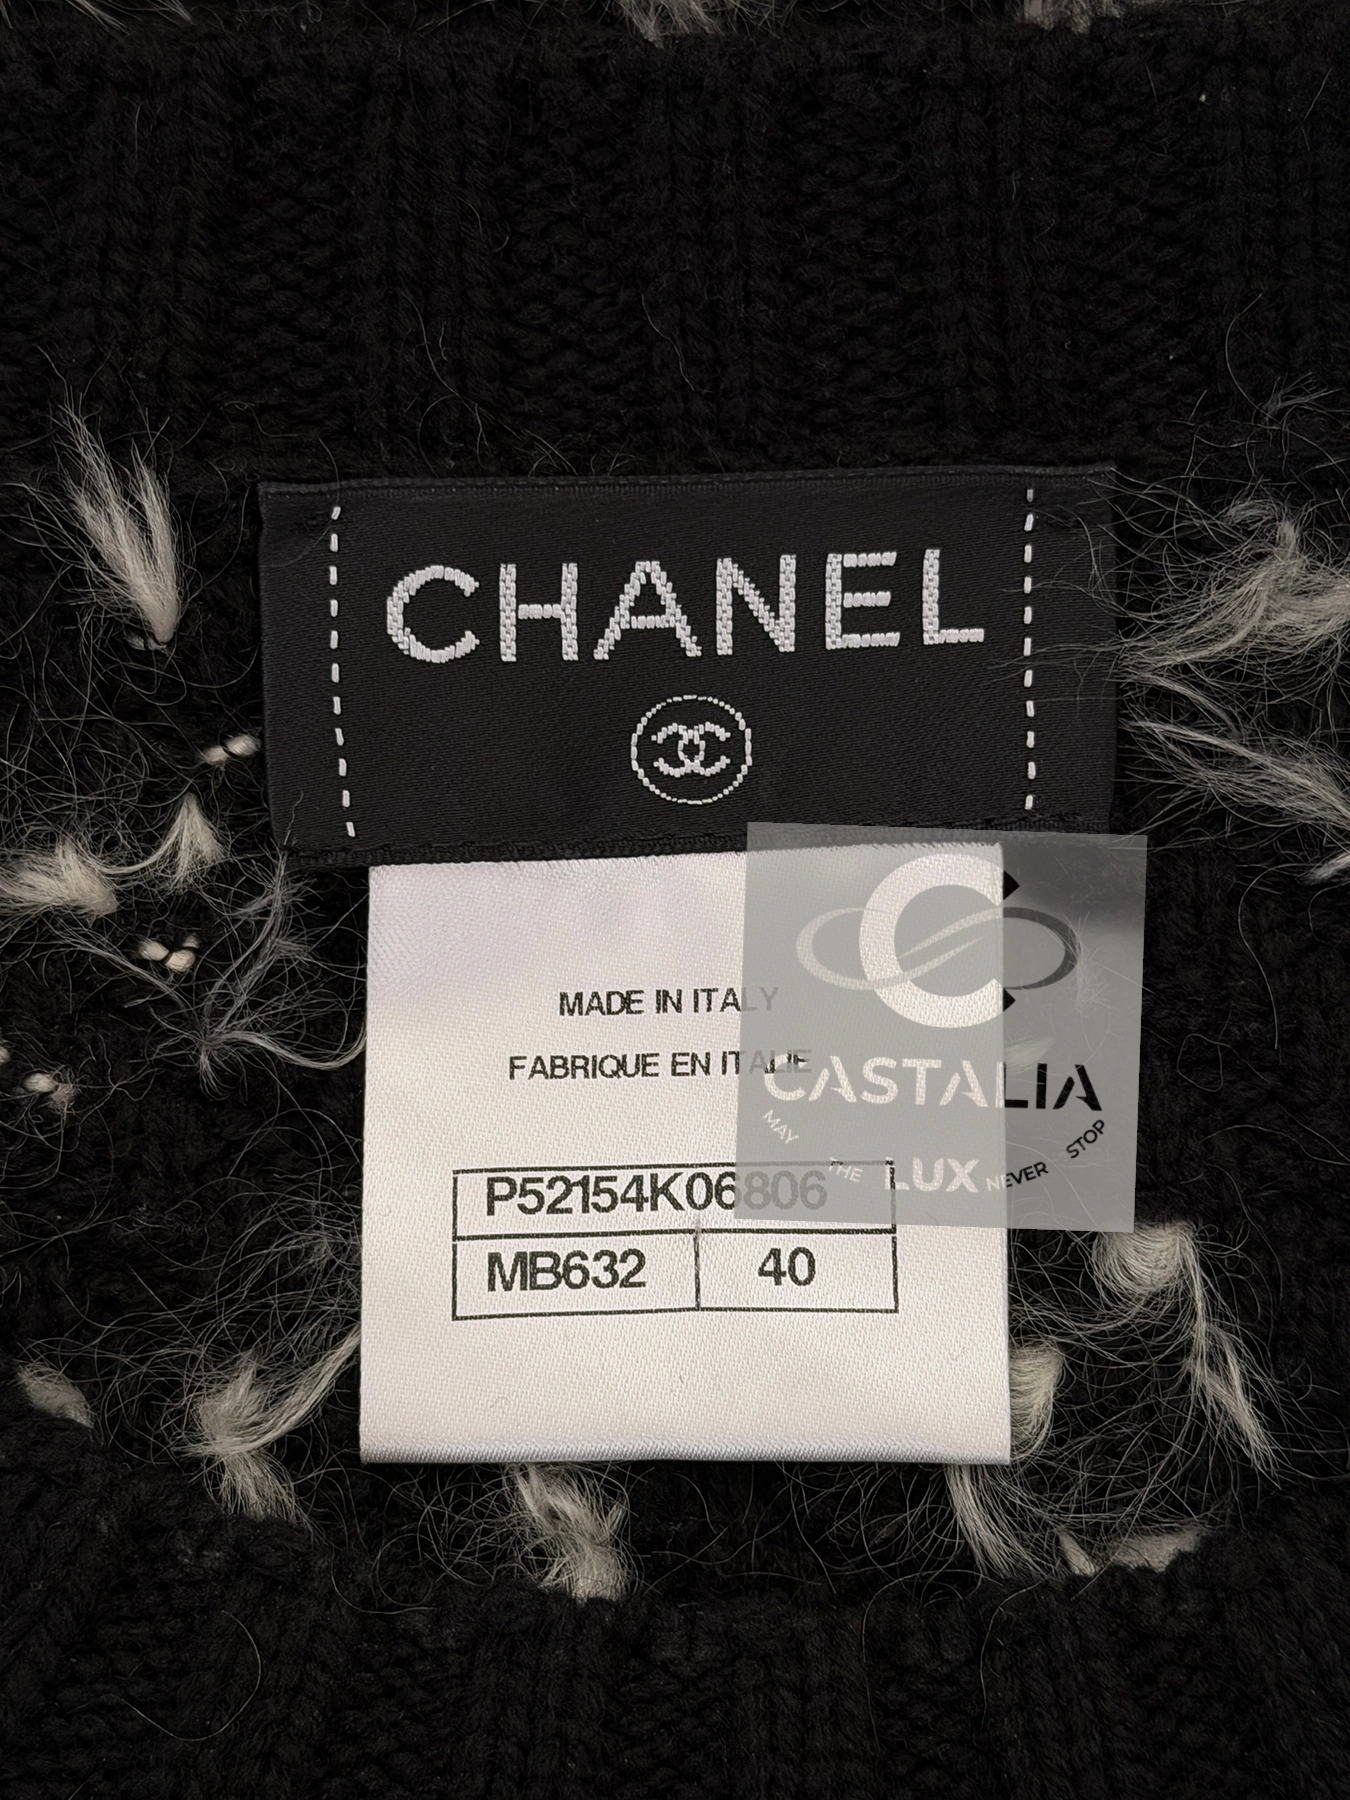 CHANEL
MADE IN ITALY
FABRIQUE EN ITALIE
CASTALIA
MAY THE LUX NEVER STOP
P52154K06806
MB632 40